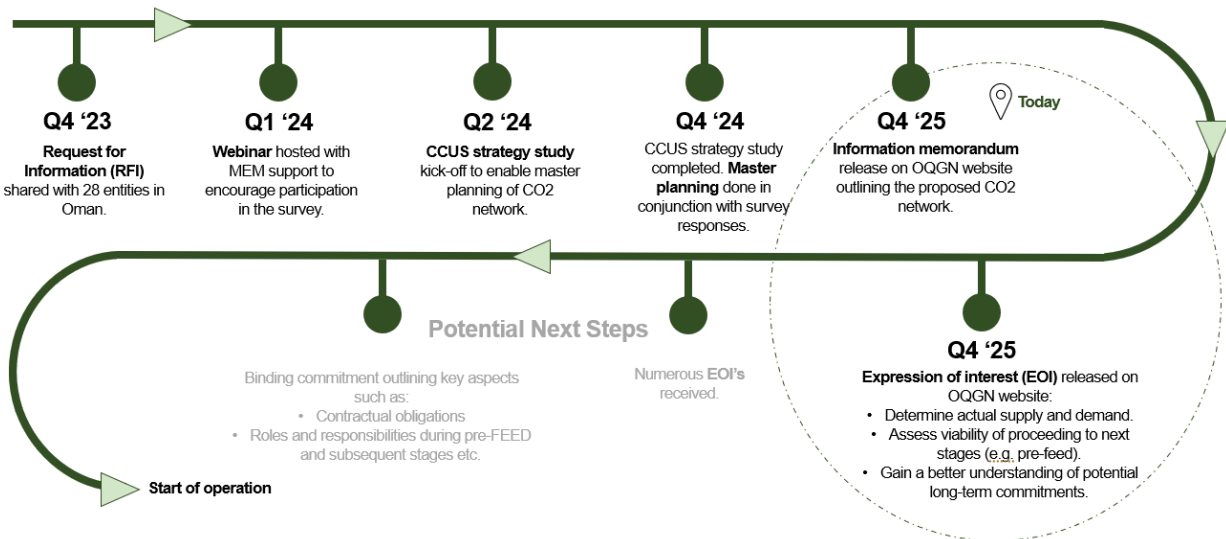 Today
Q4 ‘23
Request for
Information (RFI)
shared with 28 entities in
Oman.
Q1 ‘24
Webinar hosted with
MEM support to
encourage participation
in the survey.
Q2 ‘24
CCUS strategy study
kick-off to enable master
planning of CO2
network.
Q4 ‘24
CCUS strategy study
completed. Master
planning done in
conjunction with survey
responses.
Q4 ‘25
Information memorandum
release on OQGN website
outlining the proposed CO2
network.
Q4 ‘25
Expression of interest (EOI) released on
OQGN website:
• Determine actual supply and demand.
• Assess viability of proceeding to next
stages (e.g. pre-feed).
• Gain a better understanding of potential
long-term commitments.
Potential Next Steps
Numerous EOI's
received.
Binding commitment outlining key aspects
such as:
• Contractual obligations
• Roles and responsibilities during pre-FEED
and subsequent stages etc.
Start of operation